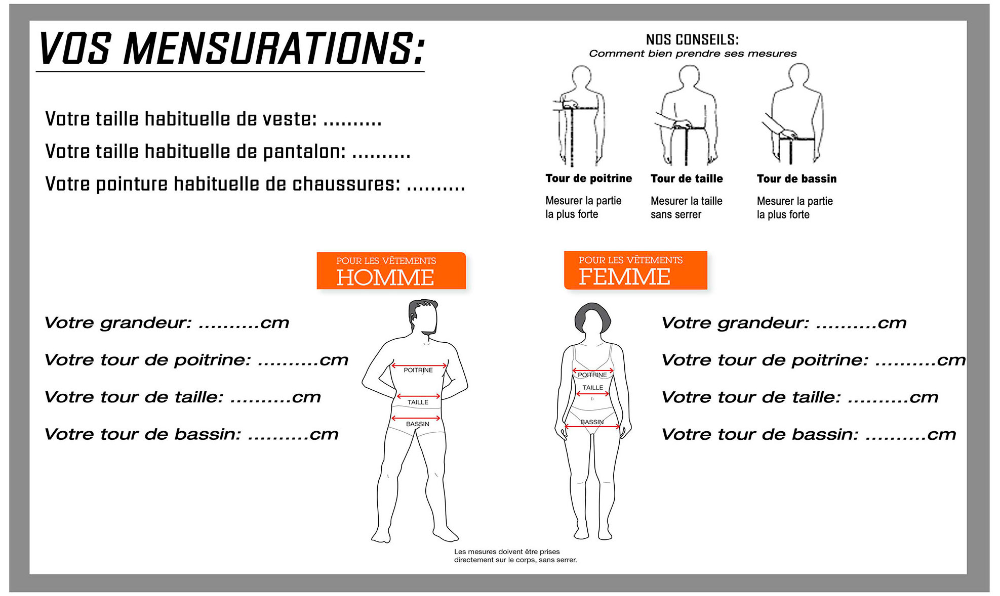 VOS MENSURATIONS:
Votre taille habituelle de veste: ..........
Votre taille habituelle de pantalon: ..........
Votre pointure habituelle de chaussures: ..........
NOS CONSEILS:
Comment bien prendre ses mesures
Tour de poitrine
Mesurer la partie
la plus forte
Tour de taille
Mesurer la taille
sans serrer
Tour de bassin
Mesurer la partie
la plus forte
POUR LES VÊTEMENTS
HOMME
Votre grandeur: ..........cm
Votre tour de poitrine: ..........cm
Votre tour de taille: ..........cm
Votre tour de bassin: ..........cm
POITRINE
TAILLE
BASSIN
POUR LES VÊTEMENTS
FEMME
POITRINE
TAILLE
BASSIN
Votre grandeur: ..........cm
Votre tour de poitrine: ..........cm
Votre tour de taille: ..........cm
Votre tour de bassin: ..........cm
Les mesures doivent être prises
directement sur le corps, sans serrer.